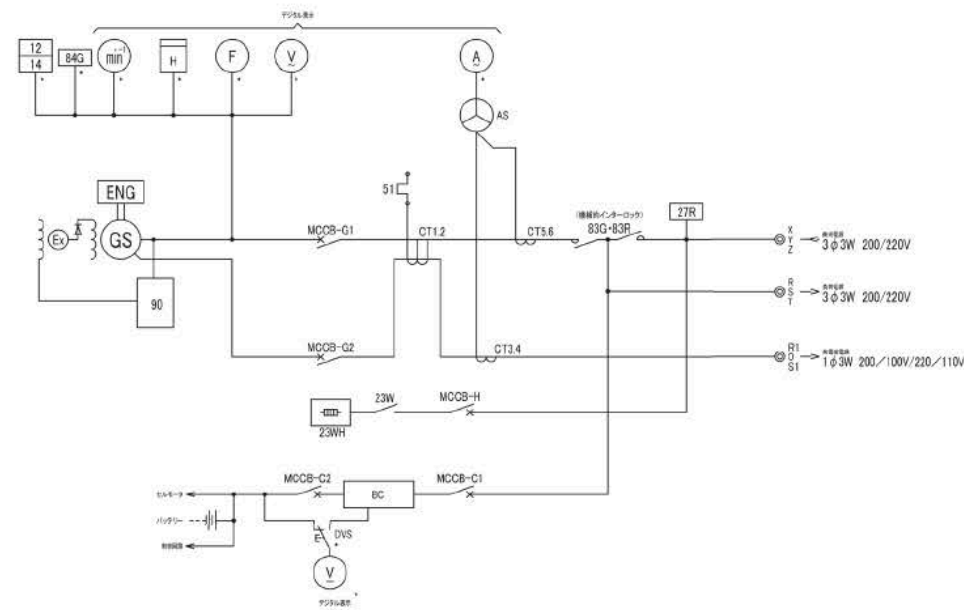 デジタル表示
12
14
84G
min⁻¹
H
F
V
A
AS
ENG
51
(機械的インターロック)
27R
Ex
GS
MCCB-G1
CT1.2
CT5.6
83G・83R
X
Y
Z
3φ3W 200/220V
90
R
S
T
3φ3W 200/220V
MCCB-G2
CT3.4
R1
O
S1
1φ3W 200/100V/220/110V
23W
MCCB-H
23WH
MCCB-C2
MCCB-C1
セルモータ
BC
バッテリー
DVS
V
デジタル表示